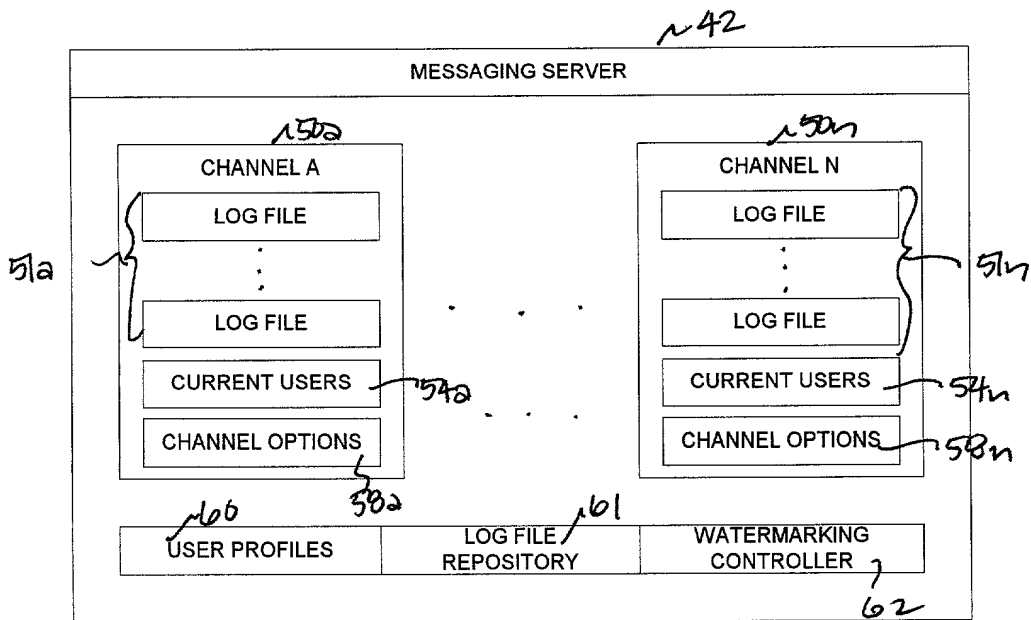 42
MESSAGING SERVER
50a
50n
CHANNEL A
CHANNEL N
LOG FILE
LOG FILE
51a
51n
LOG FILE
LOG FILE
CURRENT USERS
54a
CURRENT USERS
54n
CHANNEL OPTIONS
58a
CHANNEL OPTIONS
58n
60
61
USER PROFILES
LOG FILE
REPOSITORY
WATERMARKING
CONTROLLER
62